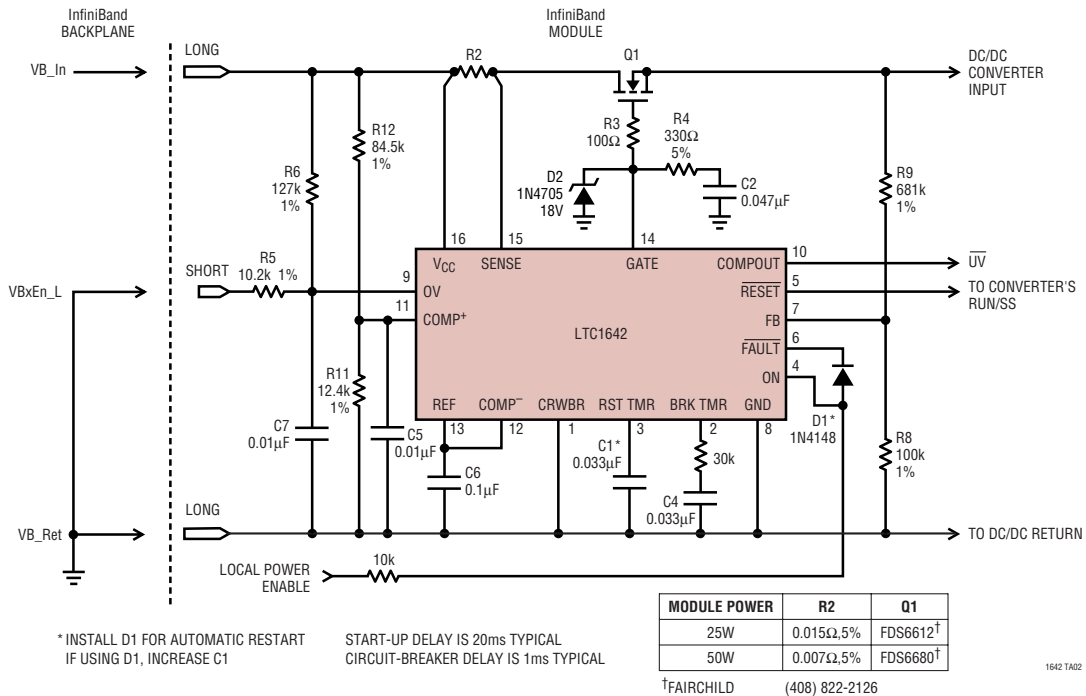 InfiniBand
BACKPLANE
InfiniBand
MODULE
LONG
VB_In
R2
Q1
DC/DC
CONVERTER
INPUT
R12
84.5k
1%
R3
100Ω
R4
330Ω
5%
R6
127k
1%
D2
1N4705
18V
C2
0.047µF
R9
681k
1%
16
15
14
VCC
SENSE
GATE
COMPOUT
10
UV
R5
10.2k 1%
SHORT
VBxEn_L
9
OV
RESET
5
TO CONVERTER'S
RUN/SS
11
COMP+
FB
7
LTC1642
FAULT
6
ON
4
R11
12.4k
1%
REF
COMP–
CRWBR
RST TMR
BRK TMR
GND
13
12
1
3
2
8
D1*
1N4148
C7
0.01µF
C5
0.01µF
C6
0.1µF
C1*
0.033µF
30k
C4
0.033µF
R8
100k
1%
LONG
VB_Ret
TO DC/DC RETURN
10k
LOCAL POWER
ENABLE
MODULE POWER R2 Q1
25W 0.015Ω,5% FDS6612†
50W 0.007Ω,5% FDS6680†
* INSTALL D1 FOR AUTOMATIC RESTART
IF USING D1, INCREASE C1
START-UP DELAY IS 20ms TYPICAL
CIRCUIT-BREAKER DELAY IS 1ms TYPICAL
†FAIRCHILD (408) 822-2126
1642 TA02